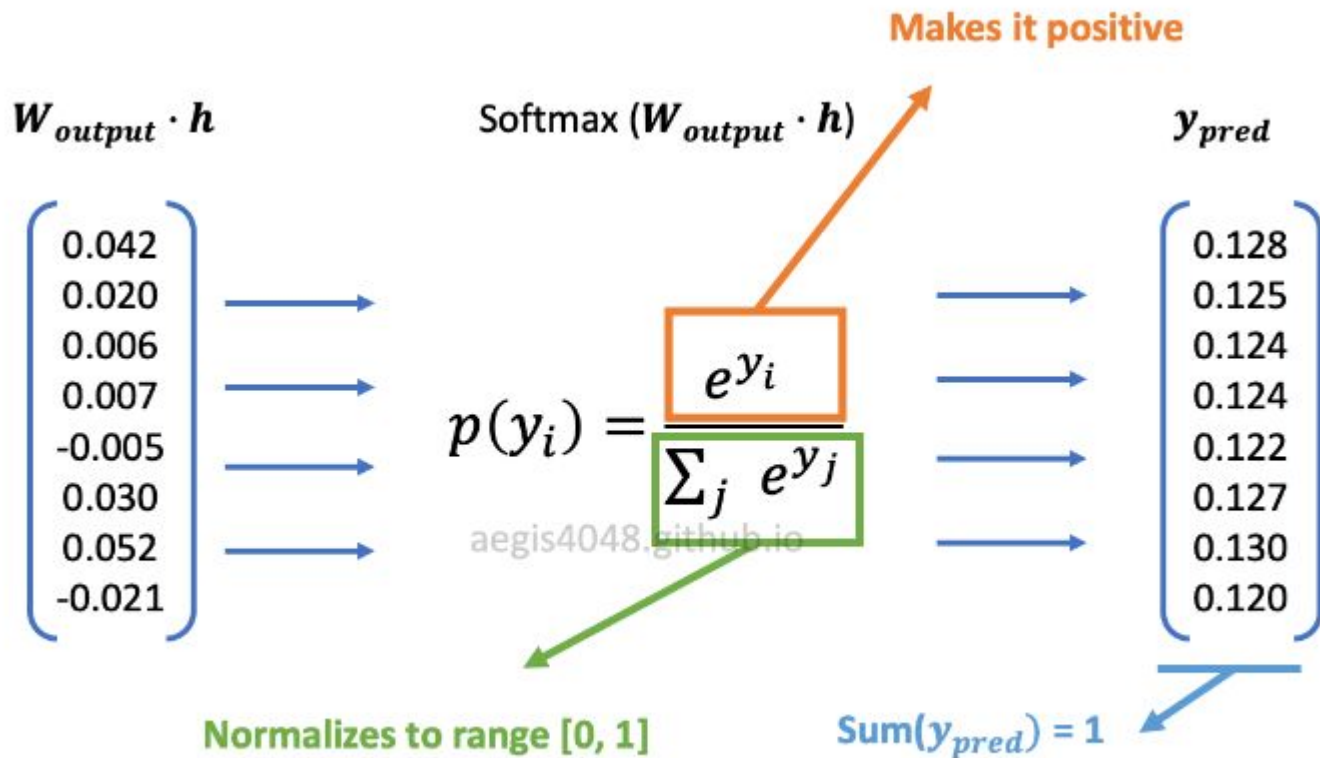 Makes it positive
W_output · h
Softmax (W_output · h)
y_pred
0.042
0.020
0.006
0.007
-0.005
0.030
0.052
-0.021
p(y_i) = e^{y_i} / ∑_j e^{y_j}
aegis4048.github.io
0.128
0.125
0.124
0.124
0.122
0.127
0.130
0.120
Normalizes to range [0, 1]
Sum(y_pred) = 1